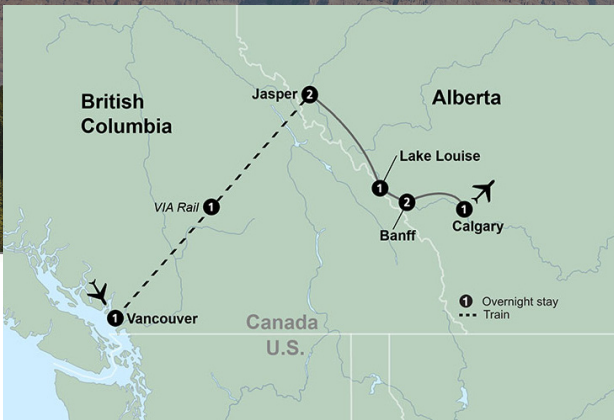 British
Columbia
Jasper 2
Alberta
Lake Louise
1
VIA Rail 1
2
Banff
1
Calgary
1 Vancouver
1 Overnight stay
Train
Canada
U.S.